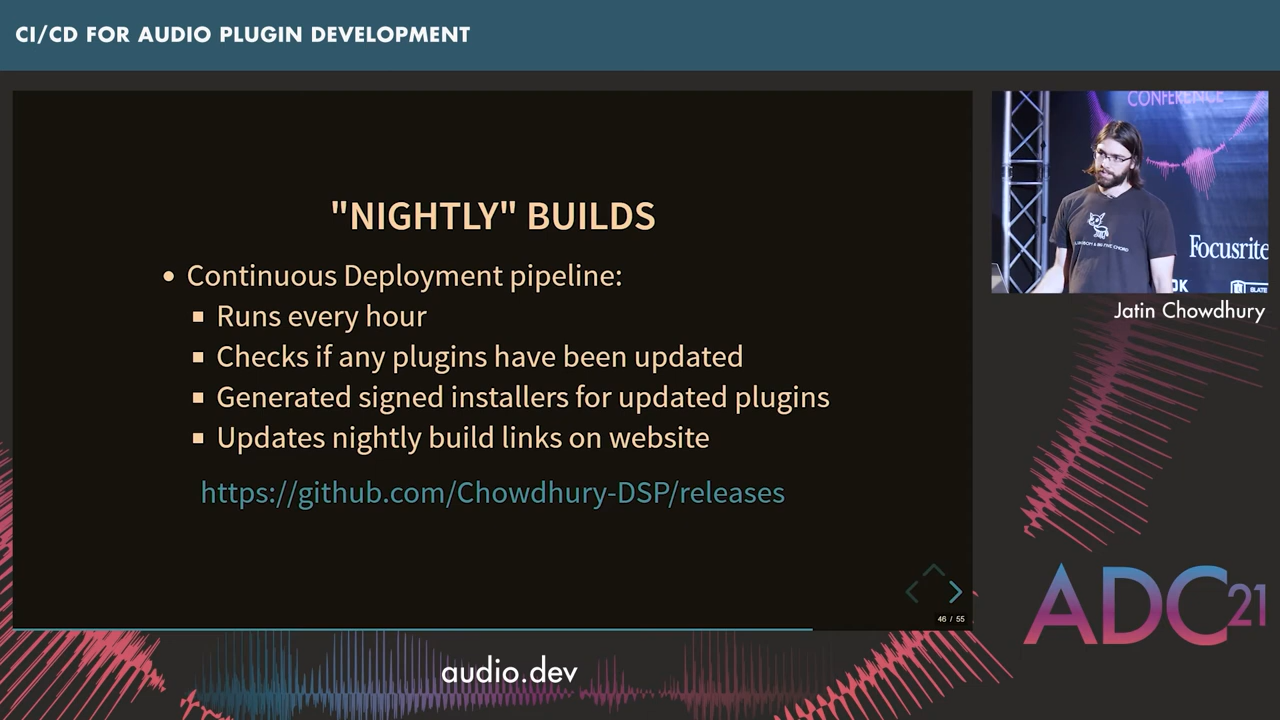 CI/CD FOR AUDIO PLUGIN DEVELOPMENT
"NIGHTLY" BUILDS
Continuous Deployment pipeline:
Runs every hour
Checks if any plugins have been updated
Generated signed installers for updated plugins
Updates nightly build links on website
https://github.com/Chowdhury-DSP/releases
46 / 55
CONFERENCE
Focusrite
Jatin Chowdhury
ADC21
audio.dev